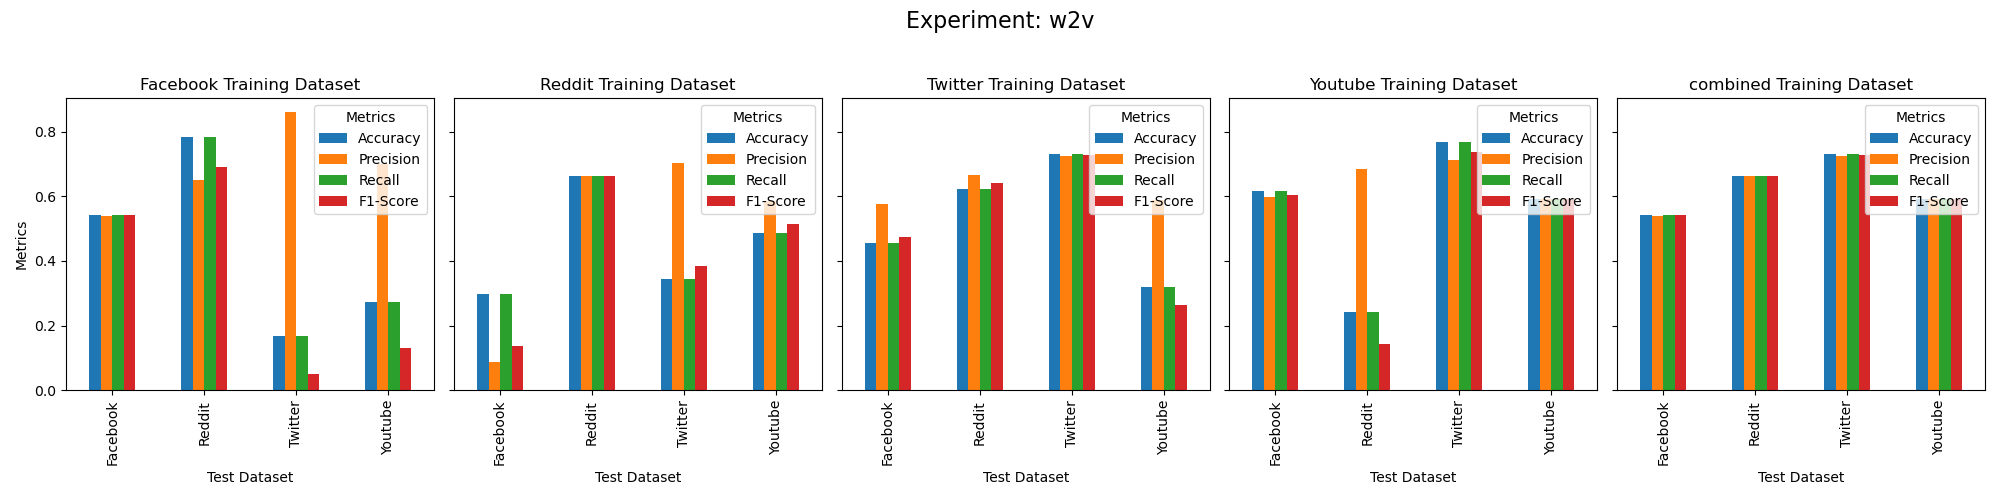 Experiment: w2v
Facebook Training Dataset
Metrics
0.0
0.2
0.4
0.6
0.8
Metrics
Accuracy
Precision
Recall
F1-Score
Facebook
Reddit
Twitter
Youtube
Test Dataset
Reddit Training Dataset
Metrics
Accuracy
Precision
Recall
F1-Score
Facebook
Reddit
Twitter
Youtube
Test Dataset
Twitter Training Dataset
Metrics
Accuracy
Precision
Recall
F1-Score
Facebook
Reddit
Twitter
Youtube
Test Dataset
Youtube Training Dataset
Metrics
Accuracy
Precision
Recall
F1-Score
Facebook
Reddit
Twitter
Youtube
Test Dataset
combined Training Dataset
Metrics
Accuracy
Precision
Recall
F1-Score
Facebook
Reddit
Twitter
Youtube
Test Dataset